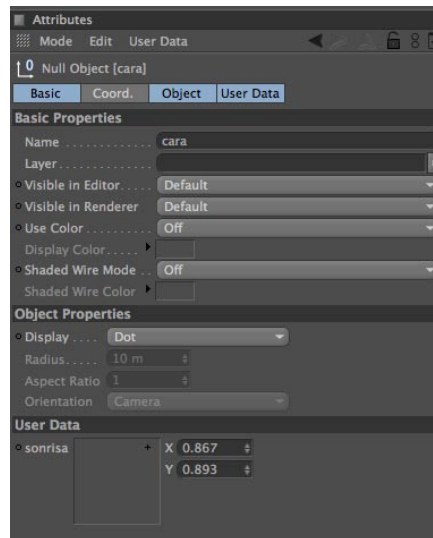 Attributes
Mode Edit User Data
Null Object [cara]
Basic Coord. Object User Data
Basic Properties
Name . . . . . . . . . . . . . cara
Layer . . . . . . . . . . . . .
Visible in Editor . . . . . Default
Visible in Renderer Default
Use Color . . . . . . . . . . Off
Display Color . . . . .
Shaded Wire Mode . . Off
Shaded Wire Color
Object Properties
Display . . . . Dot
Radius . . . . . 10 m
Aspect Ratio 1
Orientation Camera
User Data
sonrisa X 0.867
Y 0.893